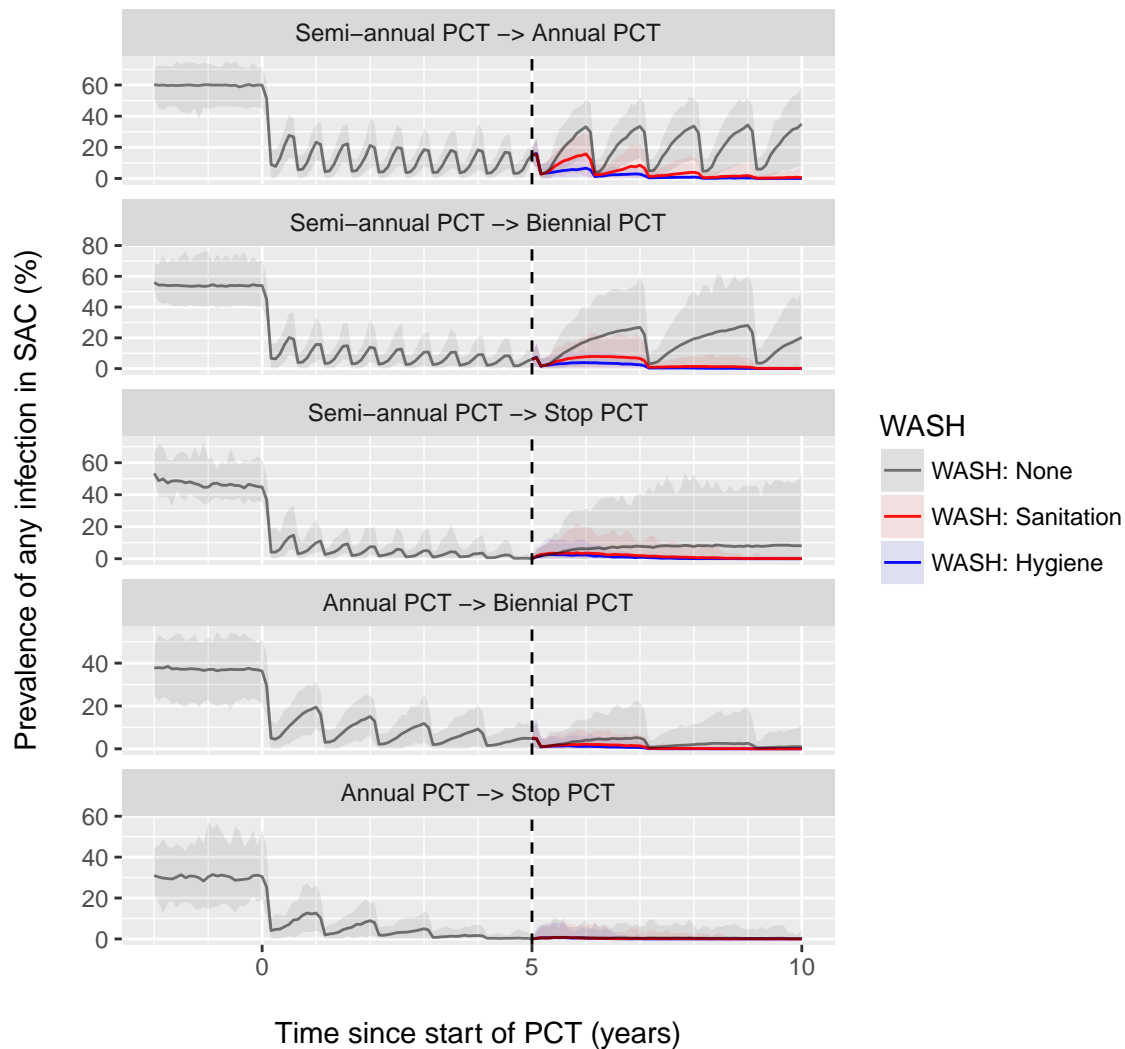 Semi−annual PCT −> Annual PCT
60
40
20
0
Semi−annual PCT −> Biennial PCT
80
60
40
20
0
Semi−annual PCT −> Stop PCT
60
40
20
0
Annual PCT −> Biennial PCT
40
20
0
Annual PCT −> Stop PCT
60
40
20
0
0 5 10
Time since start of PCT (years)
Prevalence of any infection in SAC (%)
WASH
WASH: None
WASH: Sanitation
WASH: Hygiene